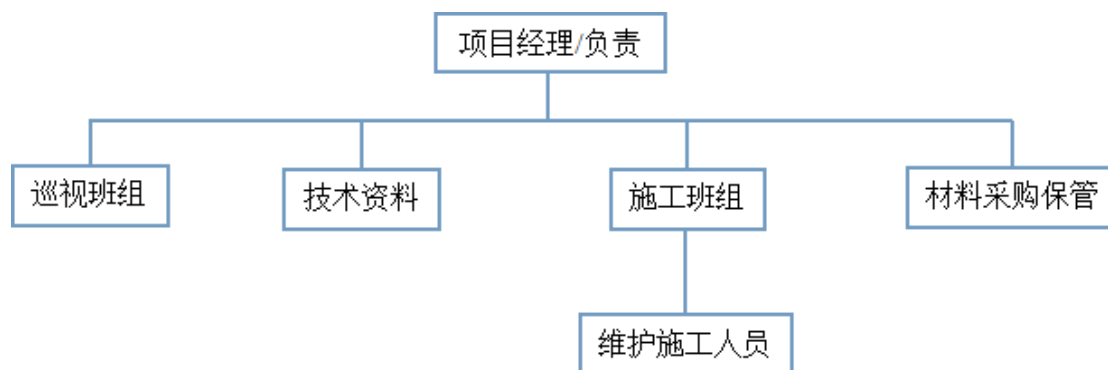 项目经理/负责
巡视班组
技术资料
施工班组
材料采购保管
维护施工人员